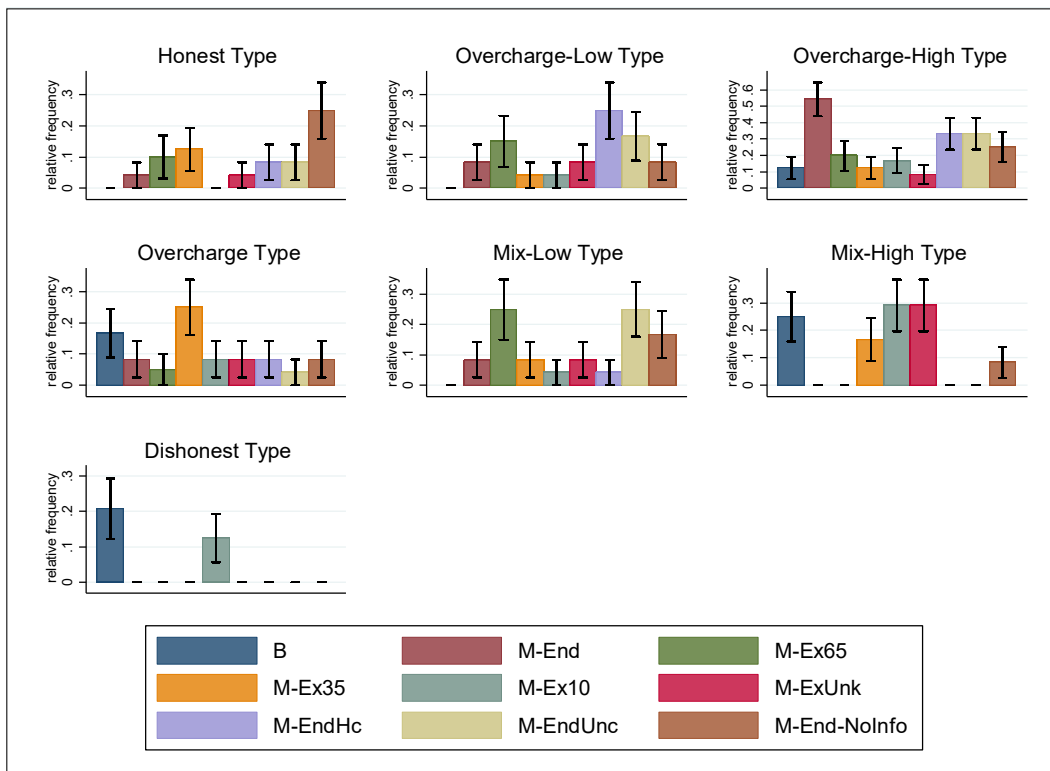 Honest Type
Overcharge-Low Type
Overcharge-High Type
relative frequency
0 .1 .2 .3
relative frequency
0 .1 .2 .3
relative frequency
0 .1 .2 .3 .4 .5 .6
Overcharge Type
Mix-Low Type
Mix-High Type
relative frequency
0 .1 .2 .3
relative frequency
0 .1 .2 .3
relative frequency
0 .1 .2 .3
Dishonest Type
relative frequency
0 .1 .2 .3
B
M-End
M-Ex65
M-Ex35
M-Ex10
M-ExUnk
M-EndHc
M-EndUnc
M-End-NoInfo